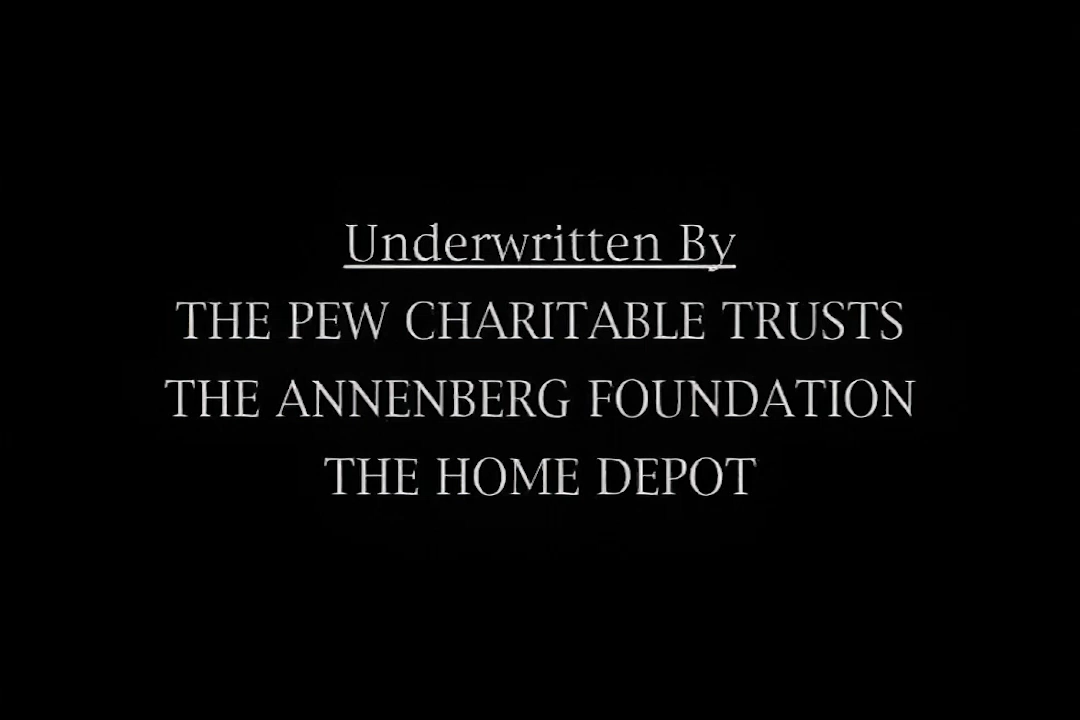 Underwritten By
THE PEW CHARITABLE TRUSTS
THE ANNENBERG FOUNDATION
THE HOME DEPOT